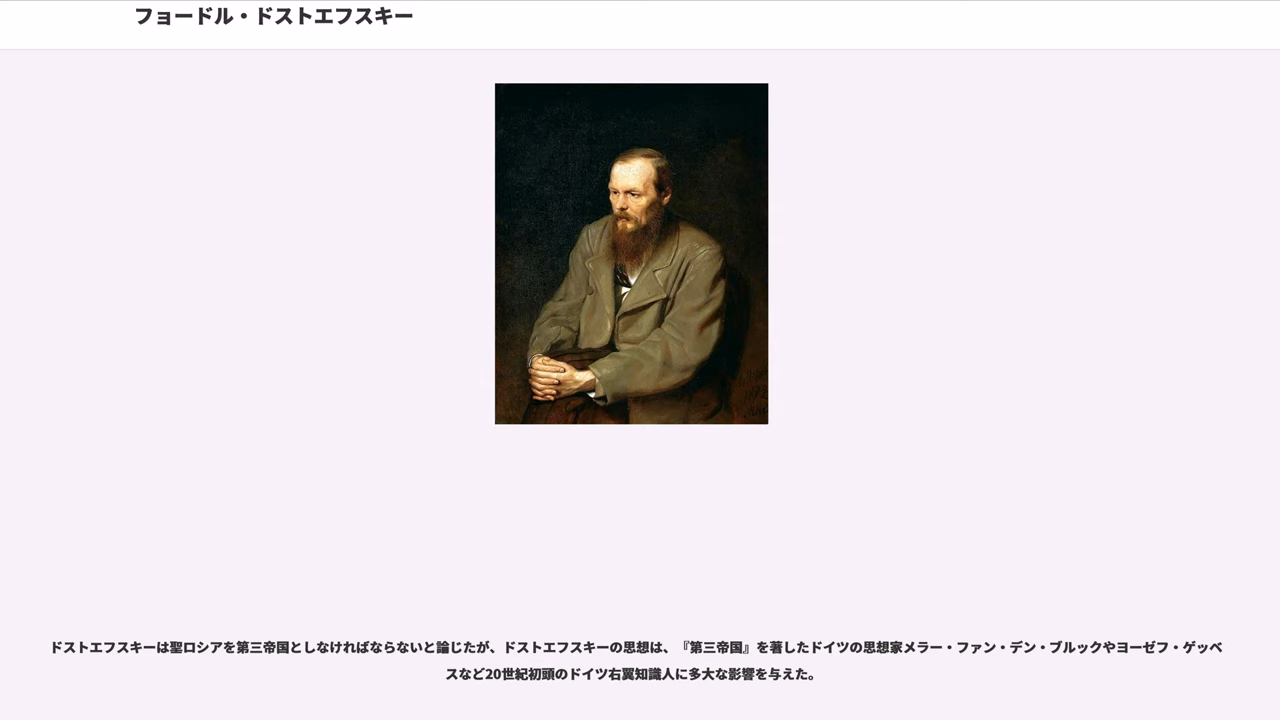 フョードル・ドストエフスキー
ドストエフスキーは聖ロシアを第三帝国としなければならないと論じたが、ドストエフスキーの思想は、『第三帝国』を著したドイツの思想家メラー・ファン・デン・ブルックやヨーゼフ・ゲッベ
スなど20世紀初頭のドイツ右翼知識人に多大な影響を与えた。